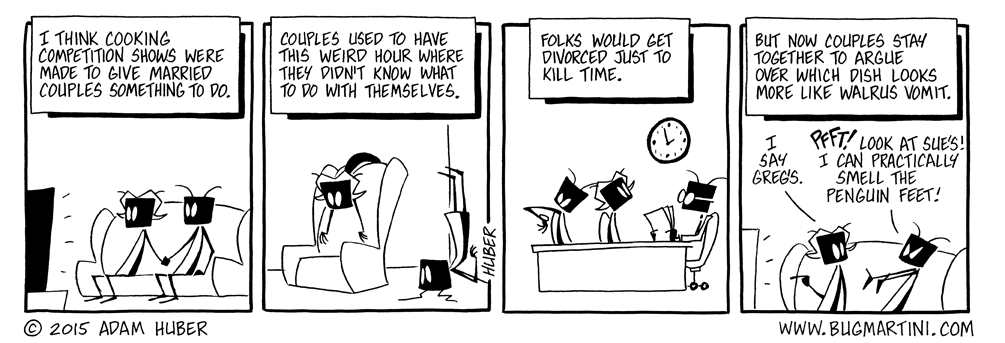 I THINK COOKING
COMPETITION SHOWS WERE
MADE TO GIVE MARRIED
COUPLES SOMETHING TO DO.
COUPLES USED TO HAVE
THIS WEIRD HOUR WHERE
THEY DIDN'T KNOW WHAT
TO DO WITH THEMSELVES.
HUBER
FOLKS WOULD GET
DIVORCED JUST TO
KILL TIME.
BUT NOW COUPLES STAY
TOGETHER TO ARGUE
OVER WHICH DISH LOOKS
MORE LIKE WALRUS VOMIT.
I
SAY
GREG'S.
PFFT! LOOK AT SUE'S!
I CAN PRACTICALLY
SMELL THE
PENGUIN FEET!
© 2015 ADAM HUBER
WWW.BUGMARTINI.COM